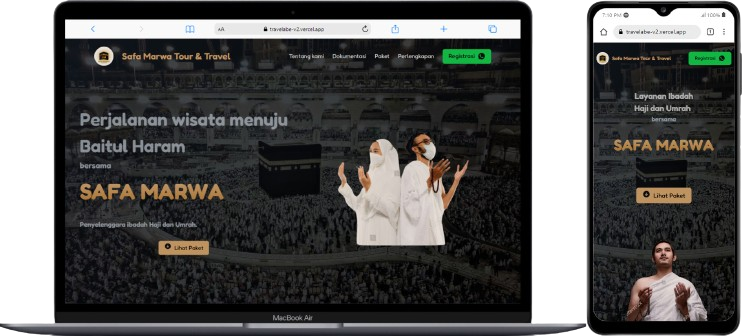 AA
travelabe-v2.vercel.app
Safa Marwa Tour & Travel
Tentang kami Dokumentasi Paket Perlengkapan Registrasi
Perjalanan wisata menuju
Baitul Haram
bersama
SAFA MARWA
Penyelenggara ibadah Haji dan Umrah.
Lihat Paket
MacBook Air
7:10 PM
100%
travelabe-v2.vercel.app
Safa Marwa Tour & Travel
Registrasi
Layanan Ibadah
Haji dan Umrah
bersama
SAFA MARWA
Lihat Paket